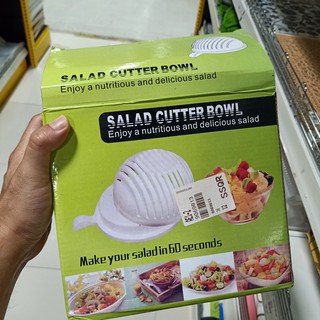 SALAD CUTTER BOWL
Enjoy a nutritious and delicious salad
SALAD CUTTER BOWL
Enjoy a nutritious and delicious salad
Make your salad in 60 seconds